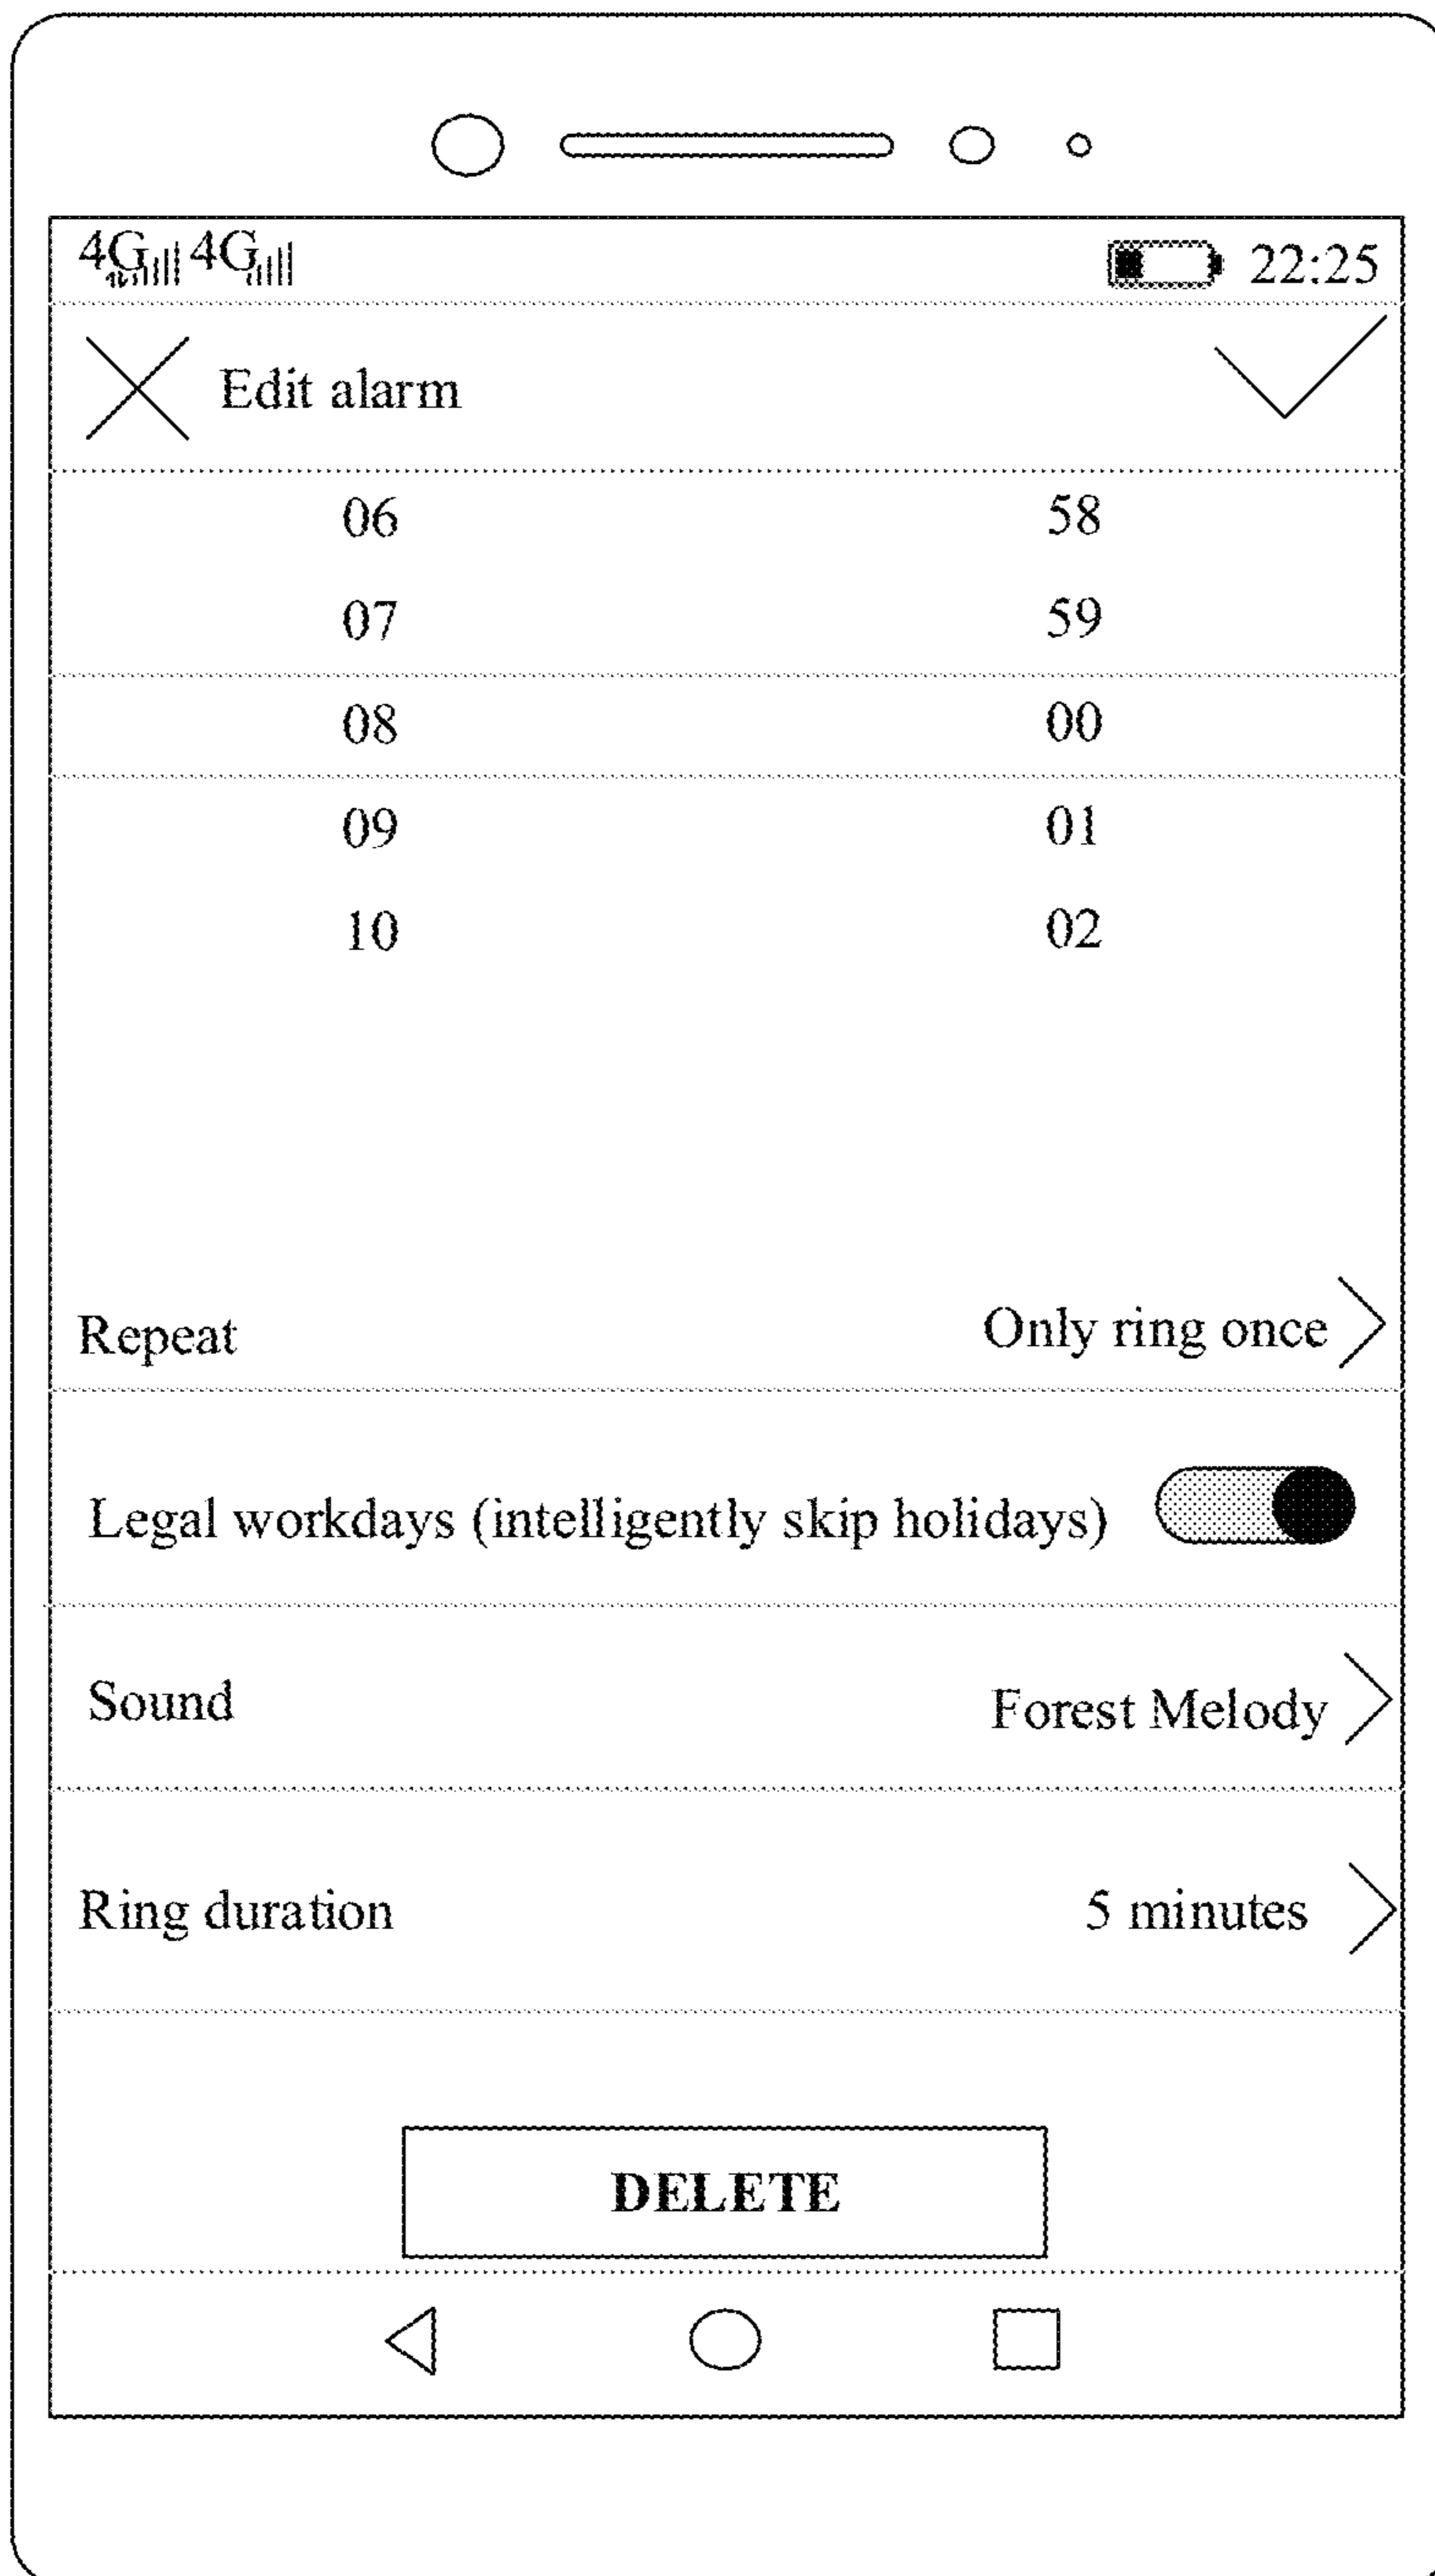 4G 4G 22:25
Edit alarm
06 58
07 59
08 00
09 01
10 02
Repeat Only ring once
Legal workdays (intelligently skip holidays)
Sound Forest Melody
Ring duration 5 minutes
DELETE